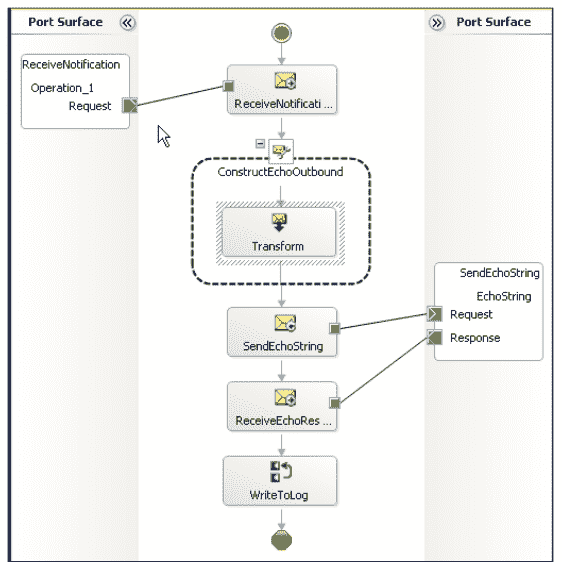 Port Surface
Port Surface
ReceiveNotification
Operation_1
Request
ReceiveNotificati ...
ConstructEchoOutbound
Transform
SendEchoString
EchoString
Request
Response
SendEchoString
ReceiveEchoRes ...
WriteToLog